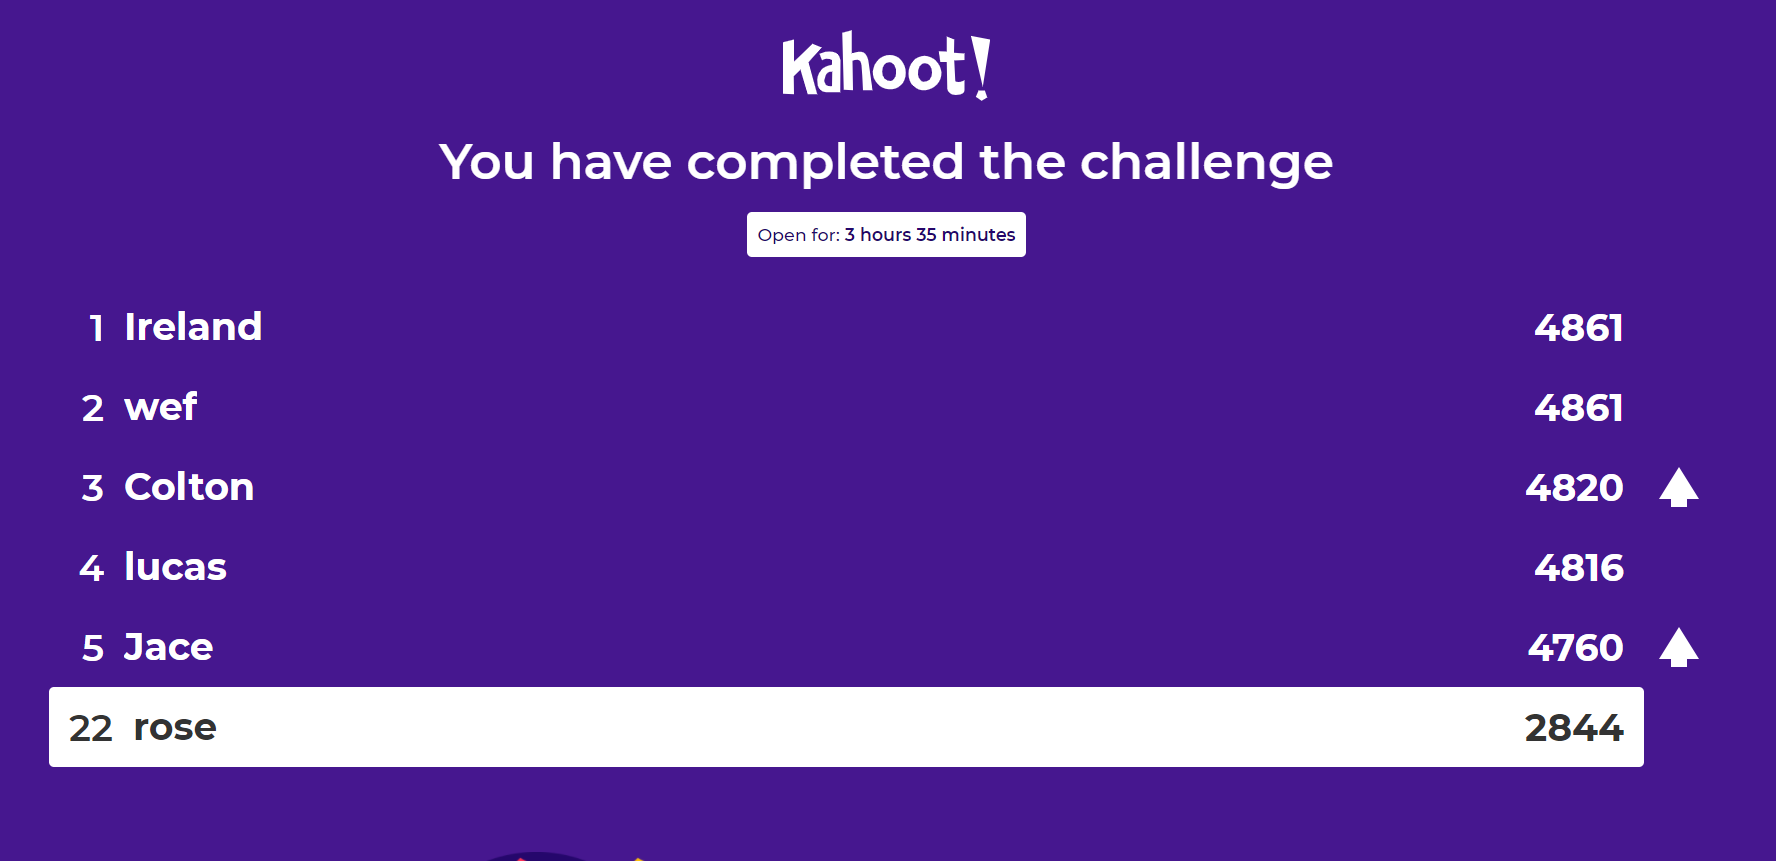 Kahoot!
You have completed the challenge
Open for: 3 hours 35 minutes
1 Ireland 4861
2 wef 4861
3 Colton 4820
4 lucas 4816
5 Jace 4760
22 rose 2844